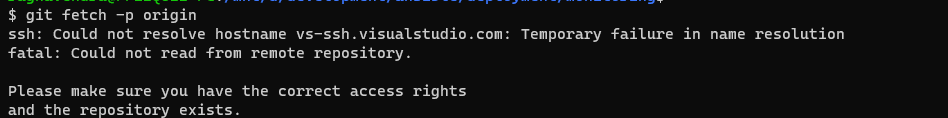 $ git fetch -p origin
ssh: Could not resolve hostname vs-ssh.visualstudio.com: Temporary failure in name resolution
fatal: Could not read from remote repository.
Please make sure you have the correct access rights
and the repository exists.